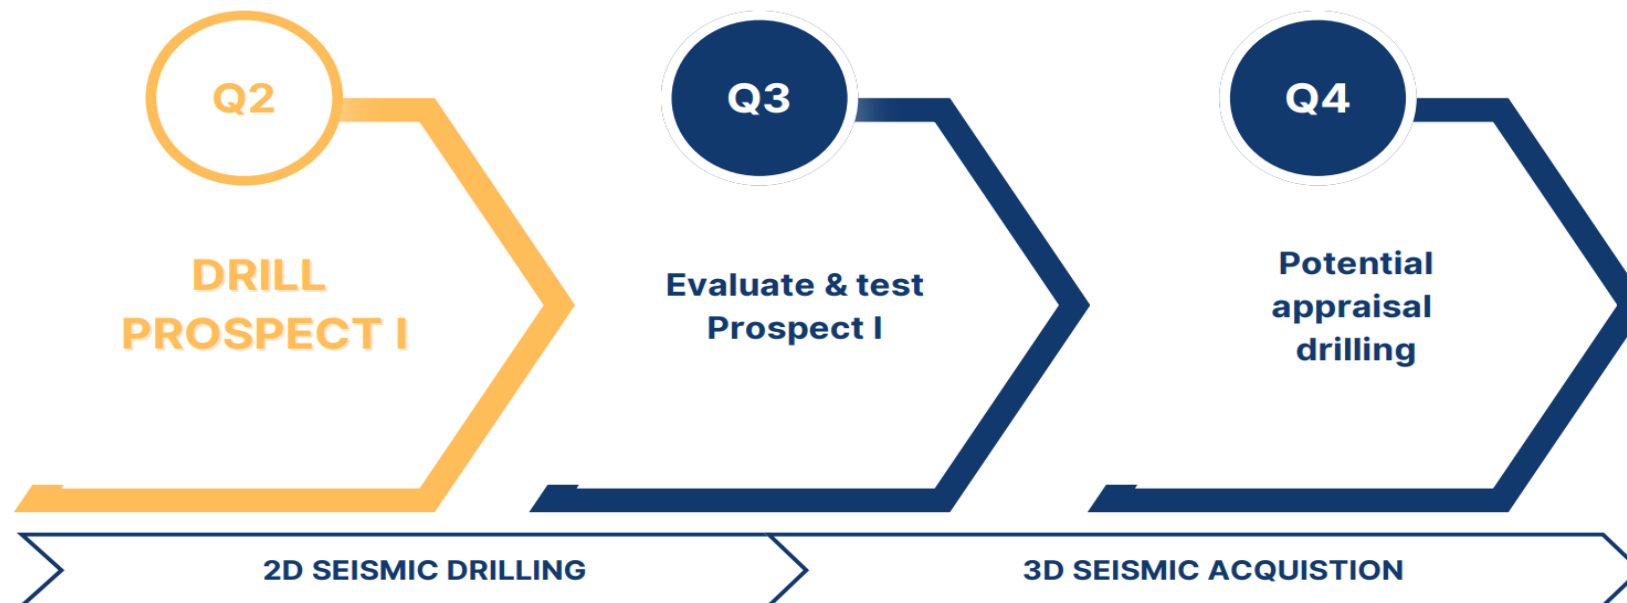 Q2
DRILL
PROSPECT I
Q3
Evaluate & test
Prospect I
Q4
Potential
appraisal
drilling
2D SEISMIC DRILLING
3D SEISMIC ACQUISTION